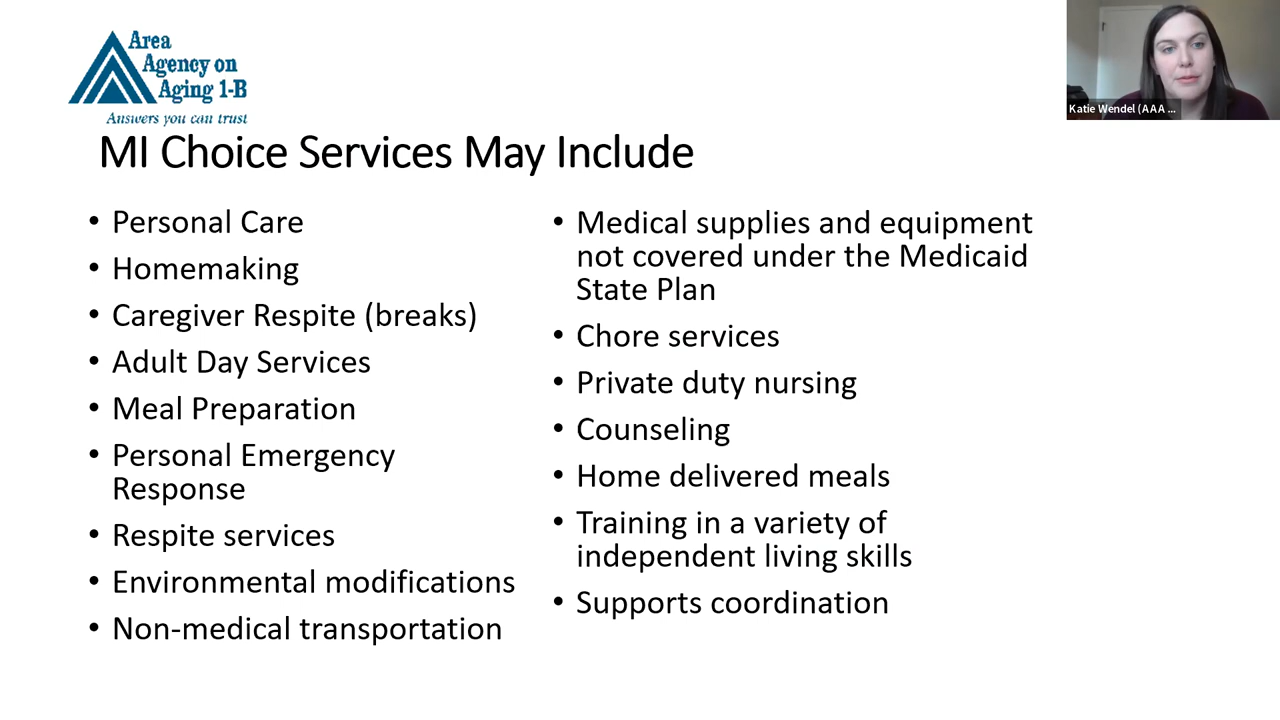 Area
Agency on
Aging 1-B
Answers you can trust
Katie Wendel (AAA ...
MI Choice Services May Include
• Personal Care
• Homemaking
• Caregiver Respite (breaks)
• Adult Day Services
• Meal Preparation
• Personal Emergency
Response
• Respite services
• Environmental modifications
• Non-medical transportation
• Medical supplies and equipment
not covered under the Medicaid
State Plan
• Chore services
• Private duty nursing
• Counseling
• Home delivered meals
• Training in a variety of
independent living skills
• Supports coordination